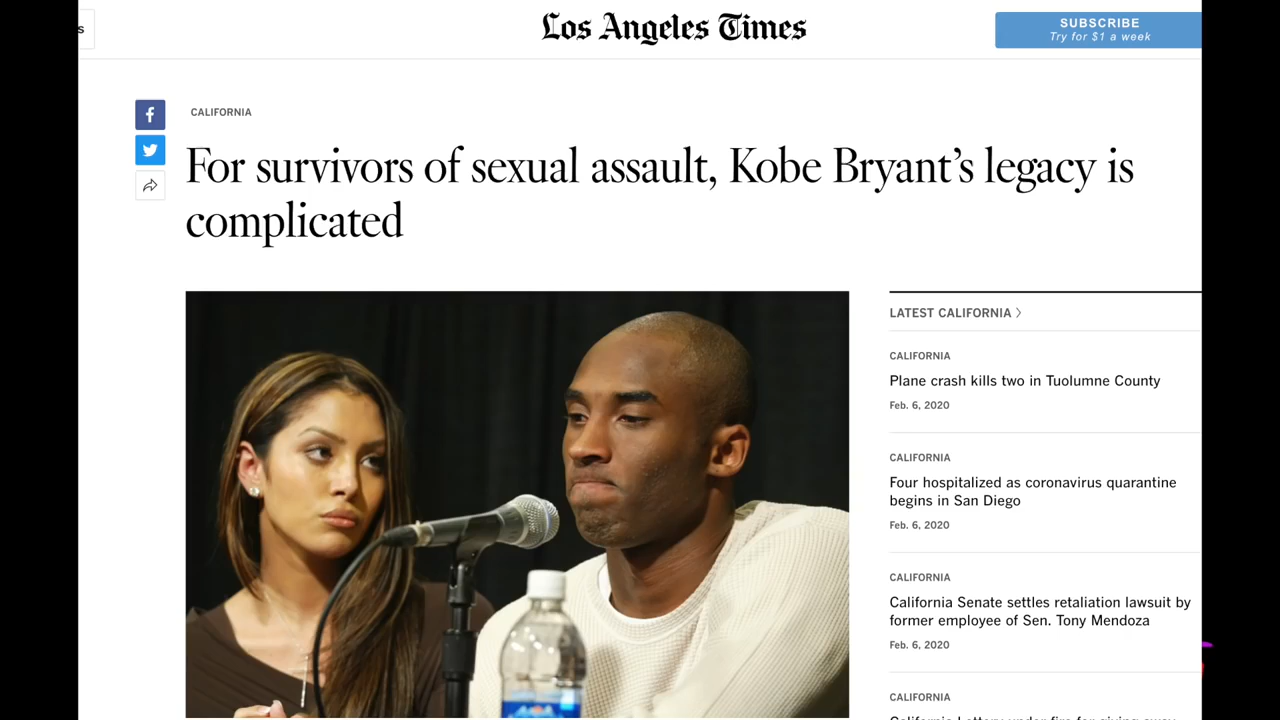 s
Los Angeles Times
SUBSCRIBE
Try for $1 a week
CALIFORNIA
For survivors of sexual assault, Kobe Bryant’s legacy is
complicated
LATEST CALIFORNIA
CALIFORNIA
Plane crash kills two in Tuolumne County
Feb. 6, 2020
CALIFORNIA
Four hospitalized as coronavirus quarantine
begins in San Diego
Feb. 6, 2020
CALIFORNIA
California Senate settles retaliation lawsuit by
former employee of Sen. Tony Mendoza
Feb. 6, 2020
CALIFORNIA